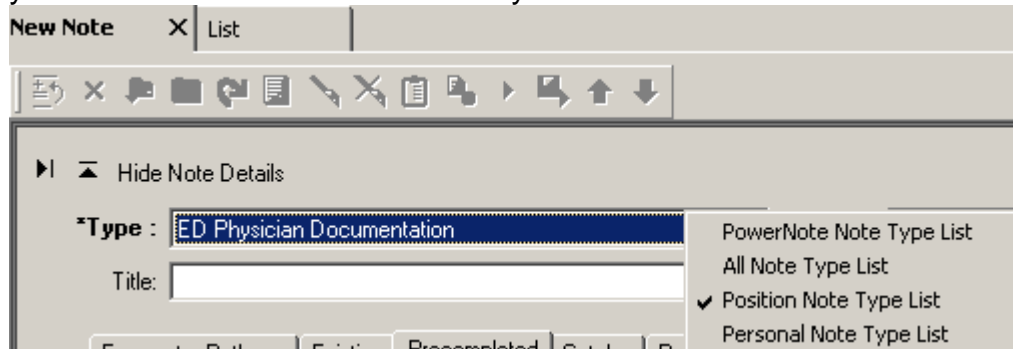 New Note X List
Hide Note Details
*Type : ED Physician Documentation
PowerNote Note Type List
Title:
All Note Type List
✔ Position Note Type List
Precompleted
Personal Note Type List